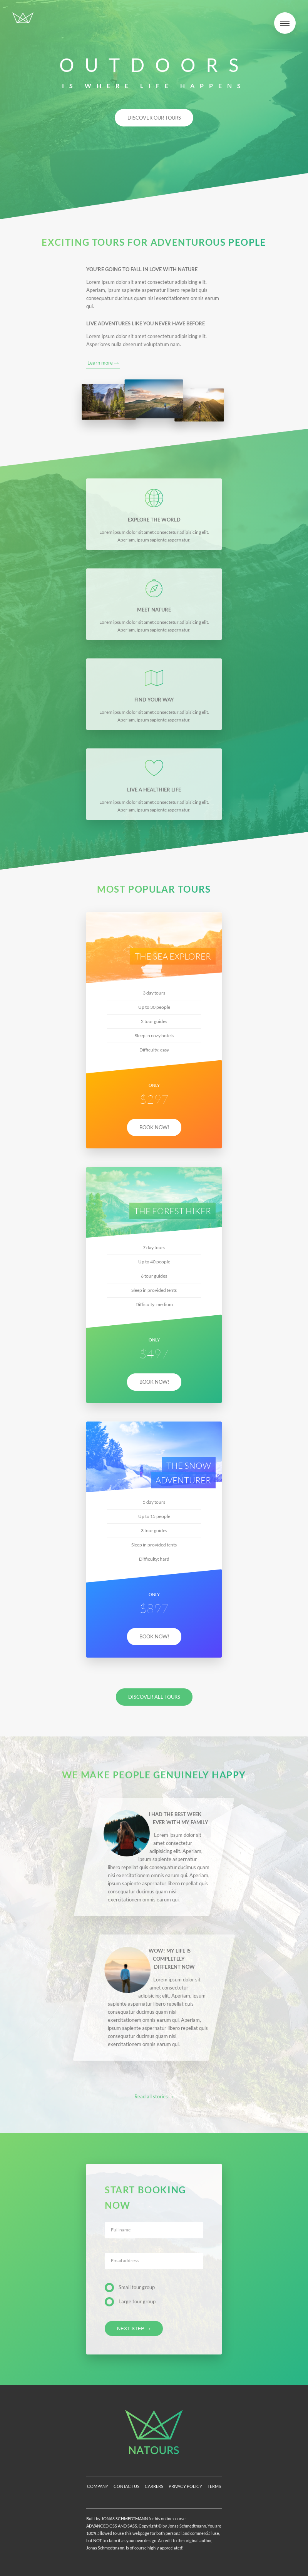 OUTDOORS
IS WHERE LIFE HAPPENS
DISCOVER OUR TOURS
EXCITING TOURS FOR ADVENTUROUS PEOPLE
YOU'RE GOING TO FALL IN LOVE WITH NATURE
Lorem ipsum dolor sit amet consectetur adipisicing elit.
Aperiam, ipsum sapiente aspernatur libero repellat quis
consequatur ducimus quam nisi exercitationem omnis earum
qui.
LIVE ADVENTURES LIKE YOU NEVER HAVE BEFORE
Lorem ipsum dolor sit amet consectetur adipisicing elit.
Asperiores nulla deserunt voluptatum nam.
Learn more →
EXPLORE THE WORLD
Lorem ipsum dolor sit amet consectetur adipisicing elit.
Aperiam, ipsum sapiente aspernatur.
MEET NATURE
Lorem ipsum dolor sit amet consectetur adipisicing elit.
Aperiam, ipsum sapiente aspernatur.
FIND YOUR WAY
Lorem ipsum dolor sit amet consectetur adipisicing elit.
Aperiam, ipsum sapiente aspernatur.
LIVE A HEALTHIER LIFE
Lorem ipsum dolor sit amet consectetur adipisicing elit.
Aperiam, ipsum sapiente aspernatur.
MOST POPULAR TOURS
THE SEA EXPLORER
3 day tours
Up to 30 people
2 tour guides
Sleep in cozy hotels
Difficulty: easy
ONLY
$297
BOOK NOW!
THE FOREST HIKER
7 day tours
Up to 40 people
6 tour guides
Sleep in provided tents
Difficulty: medium
ONLY
$497
BOOK NOW!
THE SNOW
ADVENTURER
5 day tours
Up to 15 people
3 tour guides
Sleep in provided tents
Difficulty: hard
ONLY
$897
BOOK NOW!
DISCOVER ALL TOURS
WE MAKE PEOPLE GENUINELY HAPPY
I HAD THE BEST WEEK
EVER WITH MY FAMILY
Lorem ipsum dolor sit
amet consectetur
adipisicing elit. Aperiam,
ipsum sapiente aspernatur
libero repellat quis consequatur ducimus quam nisi
exercitationem omnis earum qui. Aperiam, ipsum
sapiente aspernatur libero repellat quis
consequatur ducimus quam nisi
exercitationem omnis earum qui.
WOW! MY LIFE IS
COMPLETELY
DIFFERENT NOW
Lorem ipsum dolor sit
amet consectetur
adipisicing elit. Aperiam, ipsum
sapiente aspernatur libero repellat quis
consequatur ducimus quam nisi
exercitationem omnis earum qui. Aperiam,
ipsum sapiente aspernatur libero repellat quis
consequatur ducimus quam nisi
exercitationem omnis earum qui.
Read all stories →
START BOOKING
NOW
Full name
Email address
Small tour group
Large tour group
NEXT STEP →
NATOURS
COMPANY CONTACT US CAREERS PRIVACY POLICY TERMS
Built by JONAS SCHMEDTMANN for his online course
ADVANCED CSS AND SASS. Copyright © by Jonas Schmedtmann. You are
100% allowed to use this webpage for both personal and commercial use,
but NOT to claim it as your own design. A credit to the original author,
Jonas Schmedtmann, is of course highly appreciated!